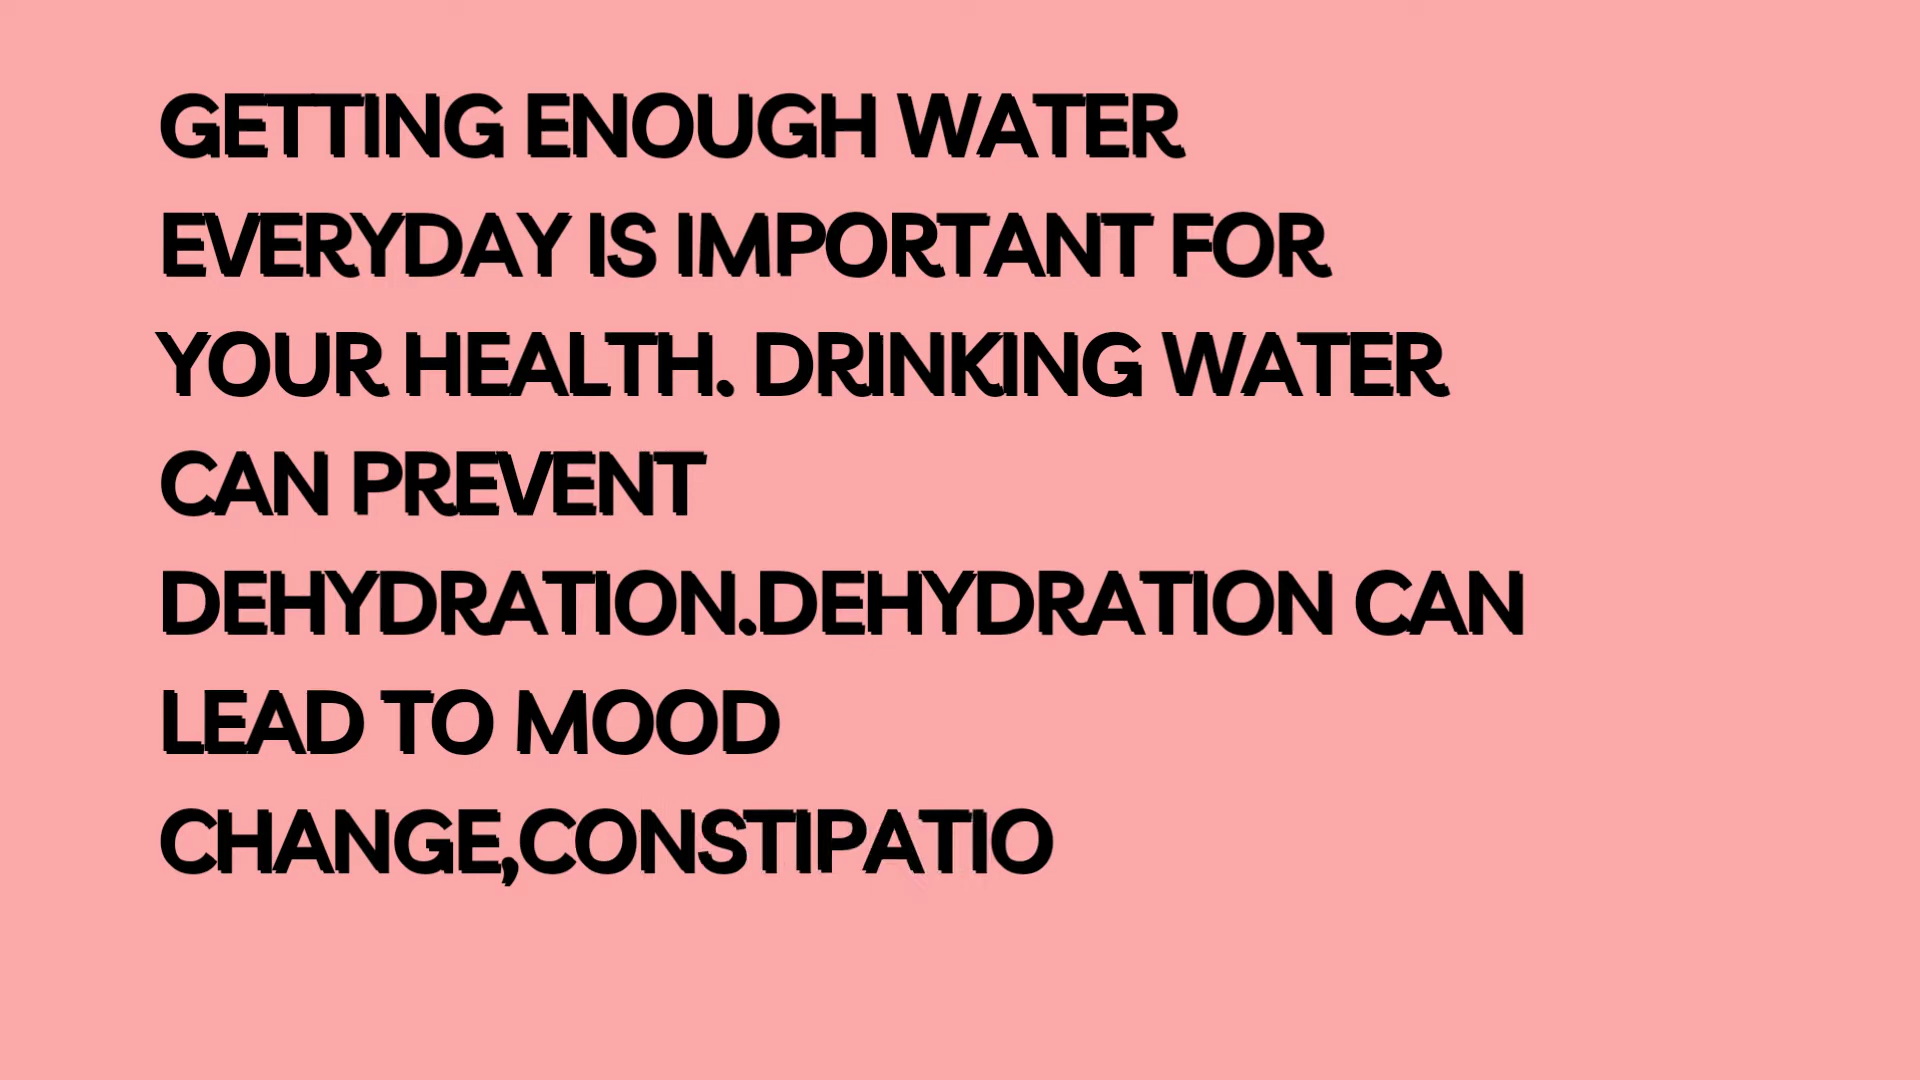 GETTING ENOUGH WATER
EVERYDAY IS IMPORTANT FOR
YOUR HEALTH. DRINKING WATER
CAN PREVENT
DEHYDRATION.DEHYDRATION CAN
LEAD TO MOOD
CHANGE,CONSTIPATIO